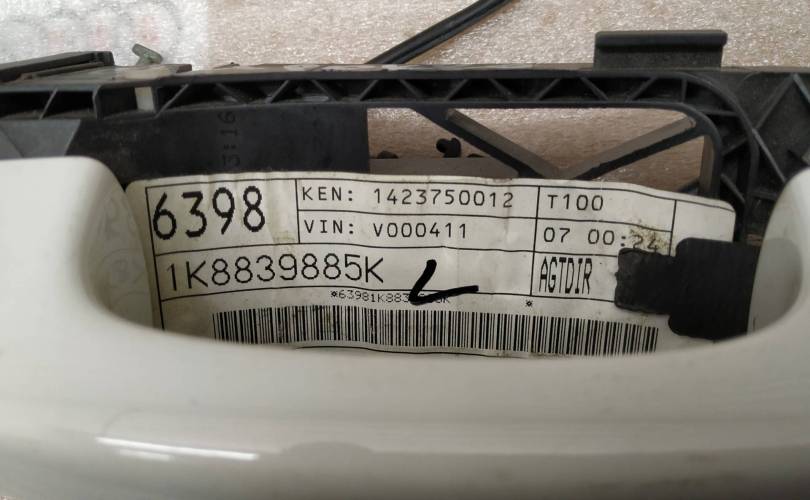 6398
KEN: 1423750012
T100
VIN: V000411
07 00:24
1K8839885K
AGTDIR